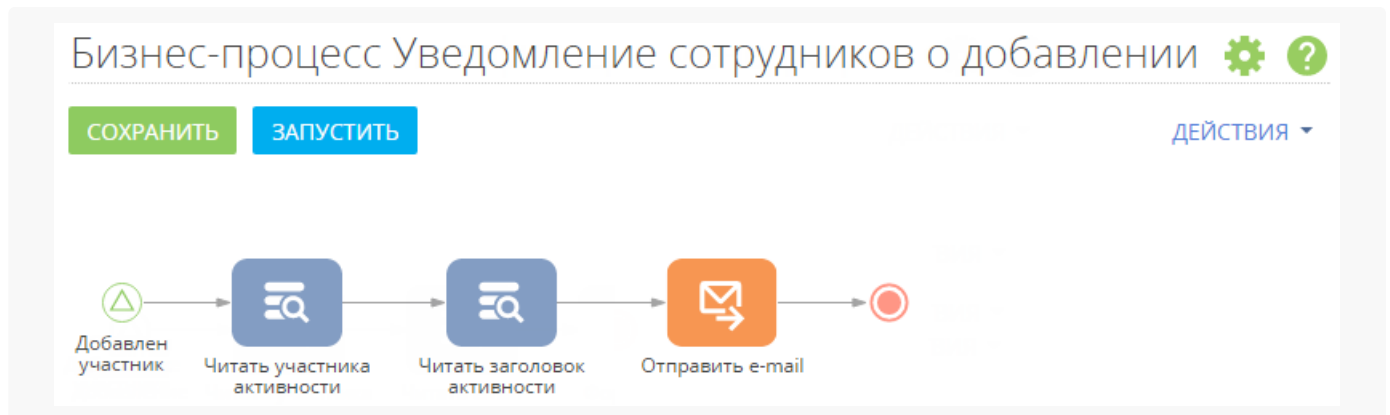 Бизнес-процесс Уведомление сотрудников о добавлении
?
СОХРАНИТЬ ЗАПУСТИТЬ ДЕЙСТВИЯ
Добавлен
участник
Читать участника
активности
Читать заголовок
активности
Отправить e-mail